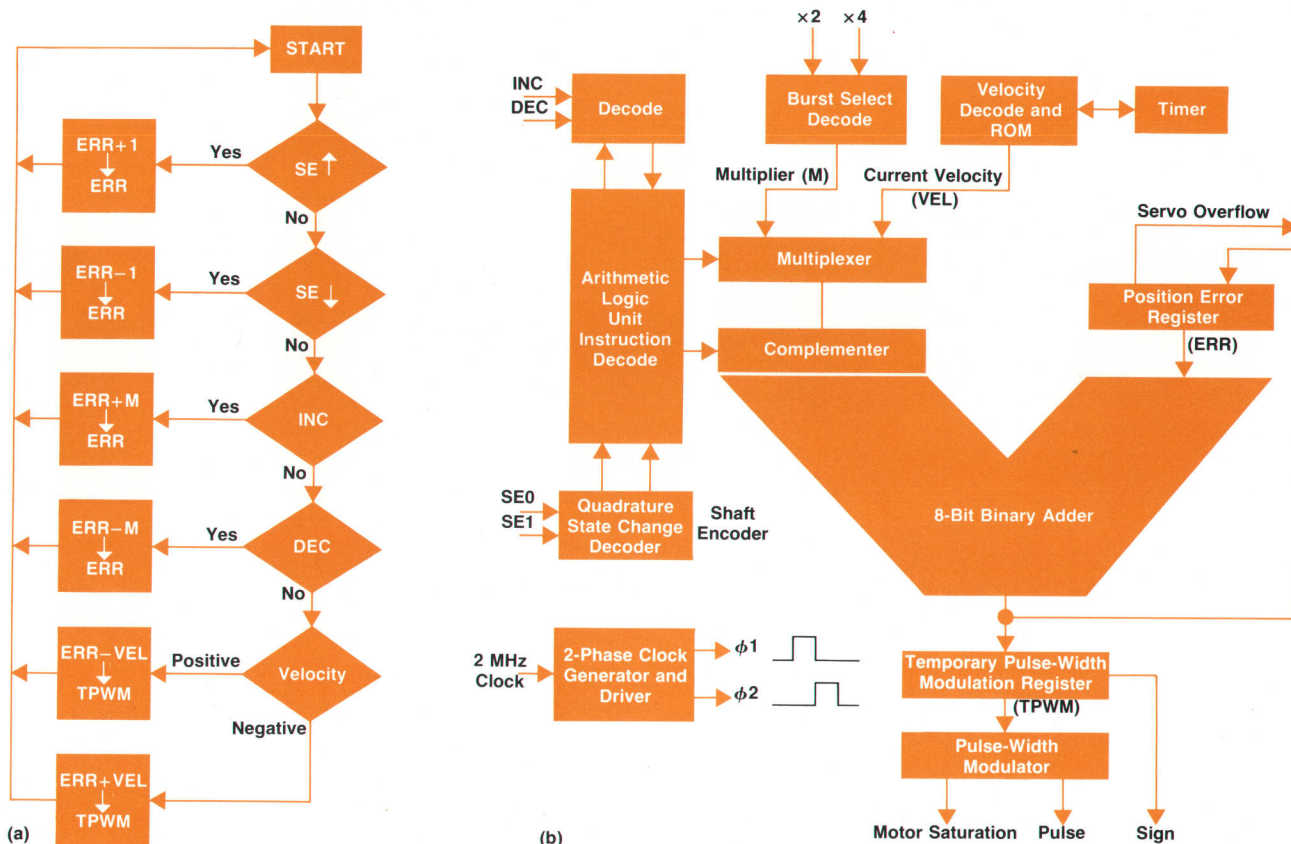 START
SE ↑
Yes
ERR+1
↓
ERR
No
SE ↓
Yes
ERR−1
↓
ERR
No
INC
Yes
ERR+M
↓
ERR
No
DEC
Yes
ERR−M
↓
ERR
No
Velocity
Positive
ERR−VEL
↓
TPWM
Negative
ERR+VEL
↓
TPWM
(a)
×2 ×4
INC
DEC
Decode
Burst Select
Decode
Velocity
Decode and
ROM
Timer
Multiplier (M)
Current Velocity
(VEL)
Servo Overflow
Arithmetic
Logic
Unit
Instruction
Decode
Multiplexer
Complementer
Position Error
Register
(ERR)
8-Bit Binary Adder
SE0
SE1
Quadrature
State Change
Decoder
Shaft
Encoder
2 MHz
Clock
2-Phase Clock
Generator and
Driver
ϕ1
ϕ2
Temporary Pulse-Width
Modulation Register
(TPWM)
Pulse-Width
Modulator
Motor Saturation
Pulse
Sign
(b)